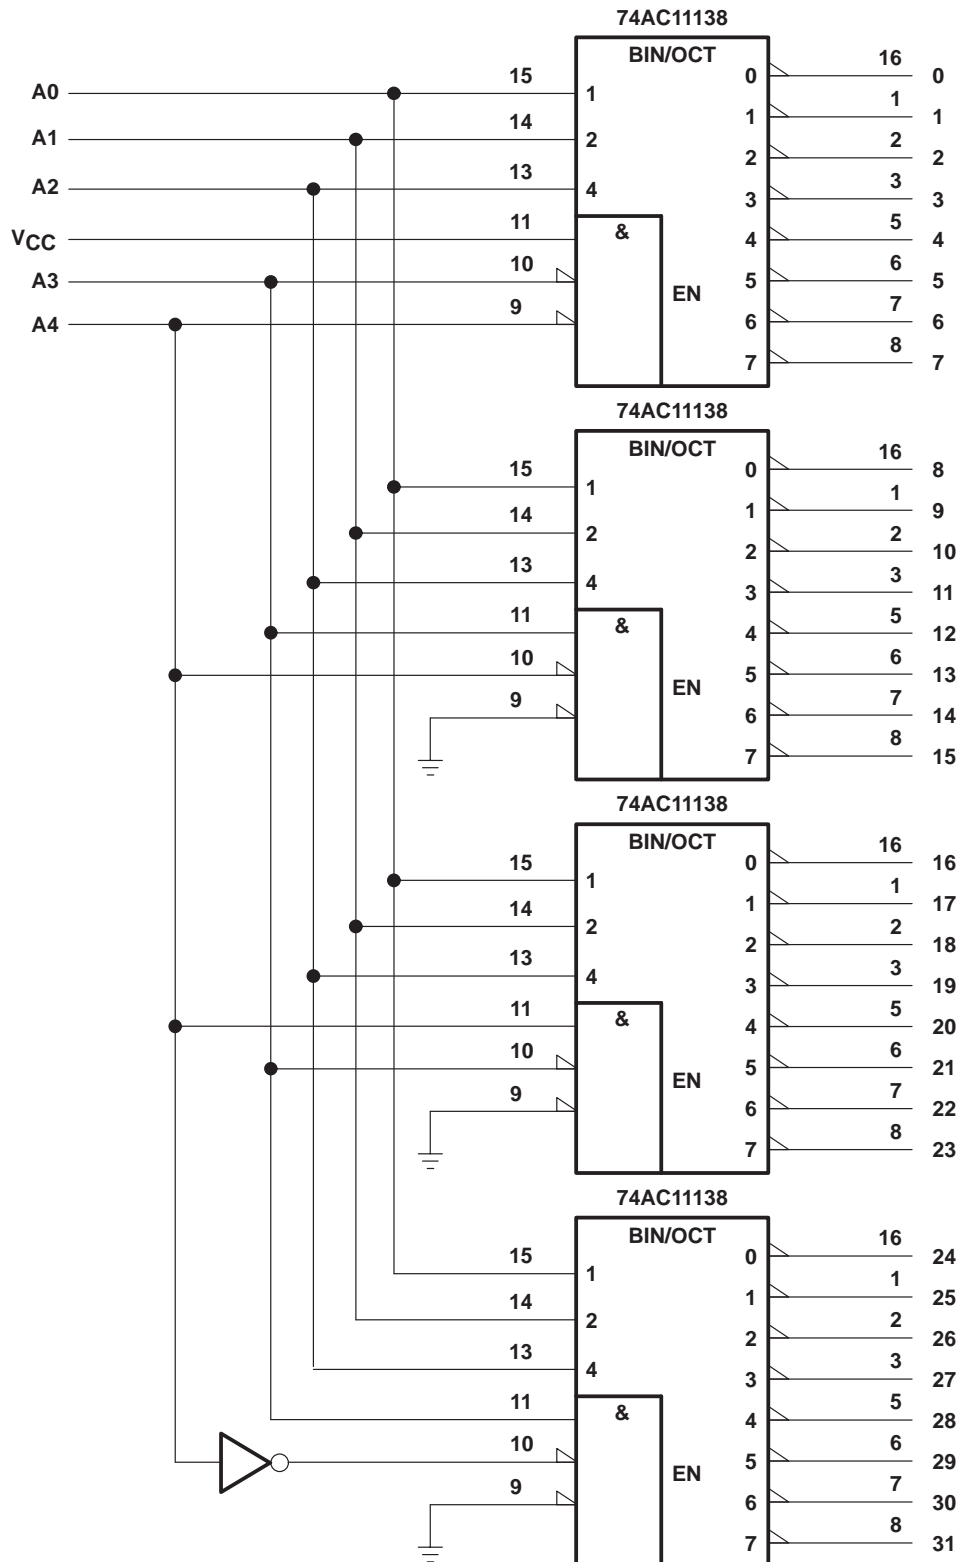 74AC11138
BIN/OCT
A0 15 1 0 16 0
A1 14 2 1 1 1
A2 13 4 2 2 2
3 3 3
VCC 11 & 4 5 4
A3 10 EN 5 6 5
A4 9 6 7 6
7 8 7
74AC11138
BIN/OCT
15 1 0 16 8
14 2 1 1 9
13 4 2 2 10
3 3 11
11 & 4 5 12
10 EN 5 6 13
9 6 7 14
7 8 15
74AC11138
BIN/OCT
15 1 0 16 16
14 2 1 1 17
13 4 2 2 18
3 3 19
11 & 4 5 20
10 EN 5 6 21
9 6 7 22
7 8 23
74AC11138
BIN/OCT
15 1 0 16 24
14 2 1 1 25
13 4 2 2 26
3 3 27
11 & 4 5 28
10 EN 5 6 29
9 6 7 30
7 8 31